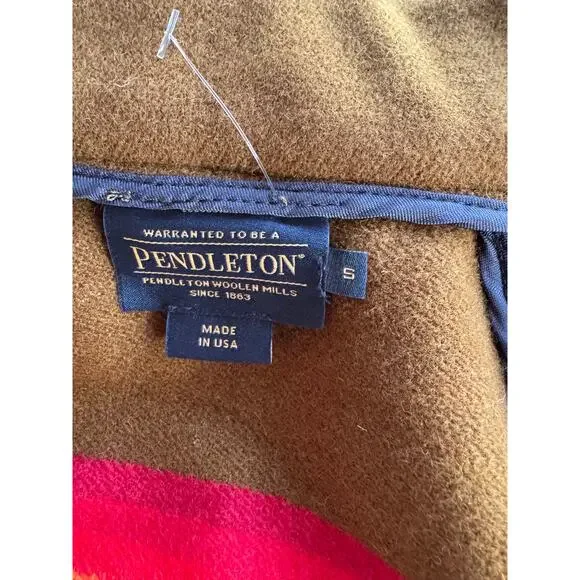 WARRANTED TO BE A
PENDLETON®
PENDLETON WOOLEN MILLS
SINCE 1863
S
MADE
IN USA